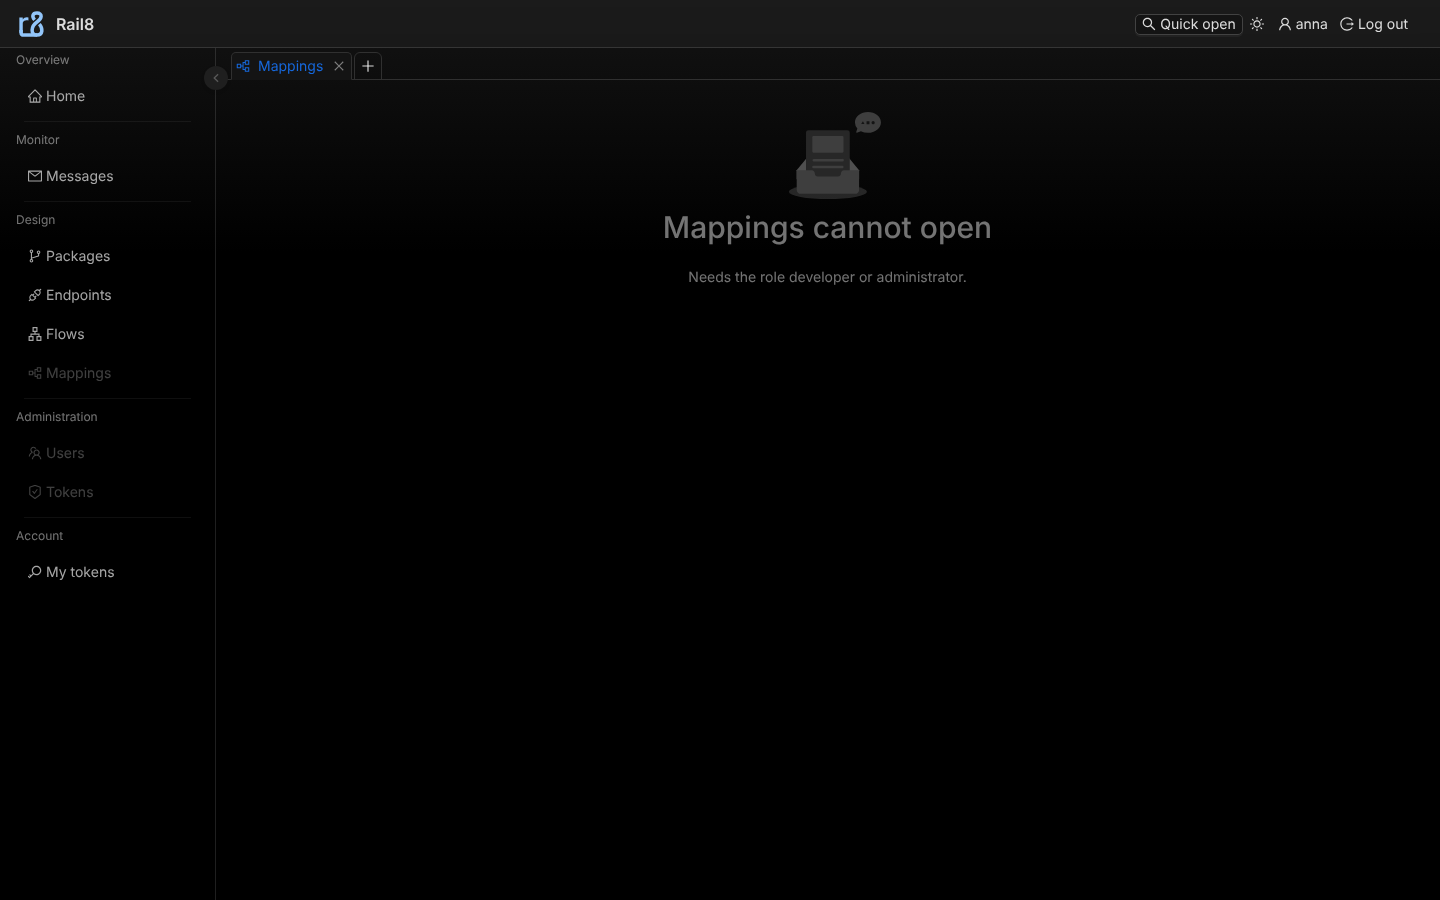 Rail8
Quick open
anna
Log out
Overview
Home
Monitor
Messages
Design
Packages
Endpoints
Flows
Mappings
Administration
Users
Tokens
Account
My tokens
Mappings
Mappings cannot open
Needs the role developer or administrator.